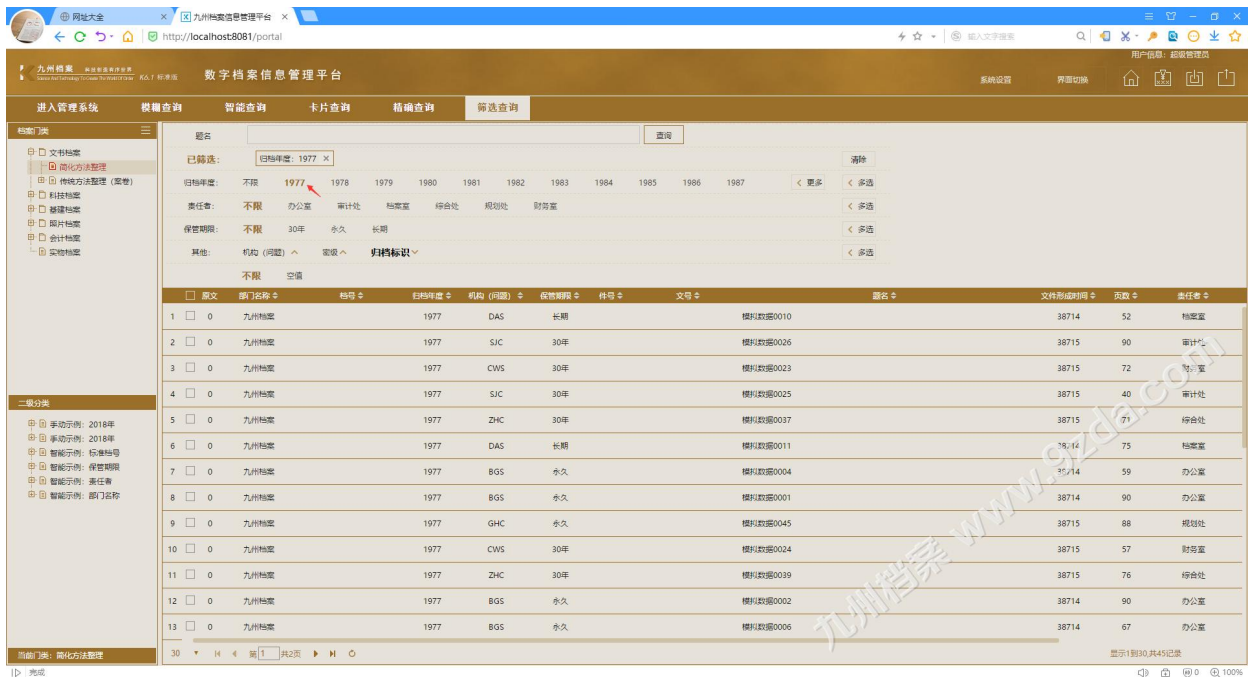 网址大全 × 九州档案信息管理平台 ×
http://localhost:8081/portal 输入文字搜索
九州档案 科技创造有序世界 K6.1 标准版 数字档案信息管理平台 系统设置 界面切换 用户信息: 超级管理员
Science And Technology To Create The World Of Order
进入管理系统 模糊查询 智能查询 卡片查询 精确查询 筛选查询
档案门类
文书档案
简化方法整理
传统方法整理（案卷）
科技档案
基建档案
照片档案
会计档案
实物档案
题名 查询
已筛选: 归档年度: 1977 × 清除
归档年度: 不限 1977 1978 1979 1980 1981 1982 1983 1984 1985 1986 1987 更多 多选
责任者: 不限 办公室 审计处 档案室 综合处 规划处 财务室 多选
保管期限: 不限 30年 永久 长期 多选
其他: 机构（问题） 密级 归档标识 多选
不限 空值
原文 部门名称 档号 归档年度 机构（问题） 保管期限 件号 文号 题名 文件形成时间 页数 责任者
1 0 九州档案 1977 DAS 长期 模拟数据0010 38714 52 档案室
2 0 九州档案 1977 SJC 30年 模拟数据0026 38715 90 审计处
3 0 九州档案 1977 CWS 30年 模拟数据0023 38715 72 财务室
4 0 九州档案 1977 SJC 30年 模拟数据0025 38715 40 审计处
5 0 九州档案 1977 ZHC 30年 模拟数据0037 38715 71 综合处
6 0 九州档案 1977 DAS 长期 模拟数据0011 38714 75 档案室
7 0 九州档案 1977 BGS 永久 模拟数据0004 38714 59 办公室
8 0 九州档案 1977 BGS 永久 模拟数据0001 38714 90 办公室
9 0 九州档案 1977 GHC 永久 模拟数据0045 38715 88 规划处
10 0 九州档案 1977 CWS 30年 模拟数据0024 38715 57 财务室
11 0 九州档案 1977 ZHC 30年 模拟数据0039 38715 76 综合处
12 0 九州档案 1977 BGS 永久 模拟数据0002 38714 90 办公室
13 0 九州档案 1977 BGS 永久 模拟数据0006 38714 67 办公室
二级分类
手动示例: 2018年
手动示例: 2018年
智能示例: 标准档号
智能示例: 保管期限
智能示例: 责任者
智能示例: 部门名称
九州档案 www.9zda.com
当前门类: 简化方法整理
30 第 1 共2页 显示1到30,共45记录
完成 0 100%